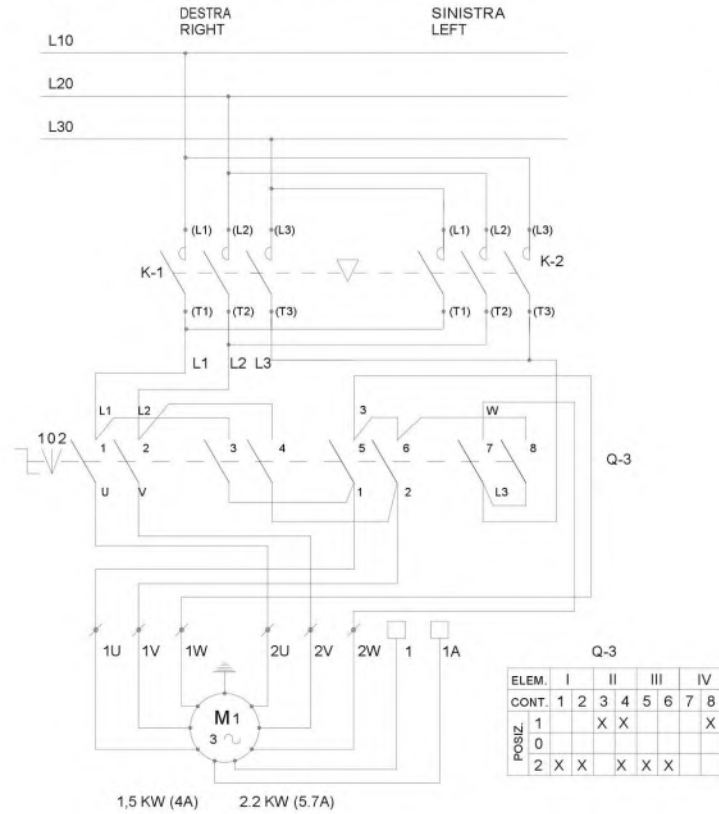 DESTRA
RIGHT
SINISTRA
LEFT
L10
L20
L30
(L1) (L2) (L3) (L1) (L2) (L3)
K-1 K-2
(T1) (T2) (T3) (T1) (T2) (T3)
L1 L2 L3
L1 L2 3 W
102 1 2 3 4 5 6 7 8 Q-3
U V 1 2 L3
1U 1V 1W 2U 2V 2W 1 1A
M1
3
1,5 KW (4A) 2.2 KW (5.7A)
Q-3
ELEM. I II III IV
CONT. 1 2 3 4 5 6 7 8
POSIZ.
1 X X X
0
2 X X X X X